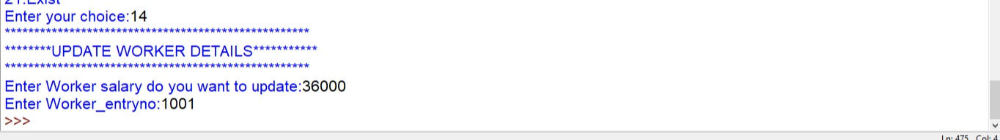 21.Exist
Enter your choice:14
****************************************************
********UPDATE WORKER DETAILS***********
****************************************************
Enter Worker salary do you want to update:36000
Enter Worker_entryno:1001
>>>
Ln: 475 Col: 4